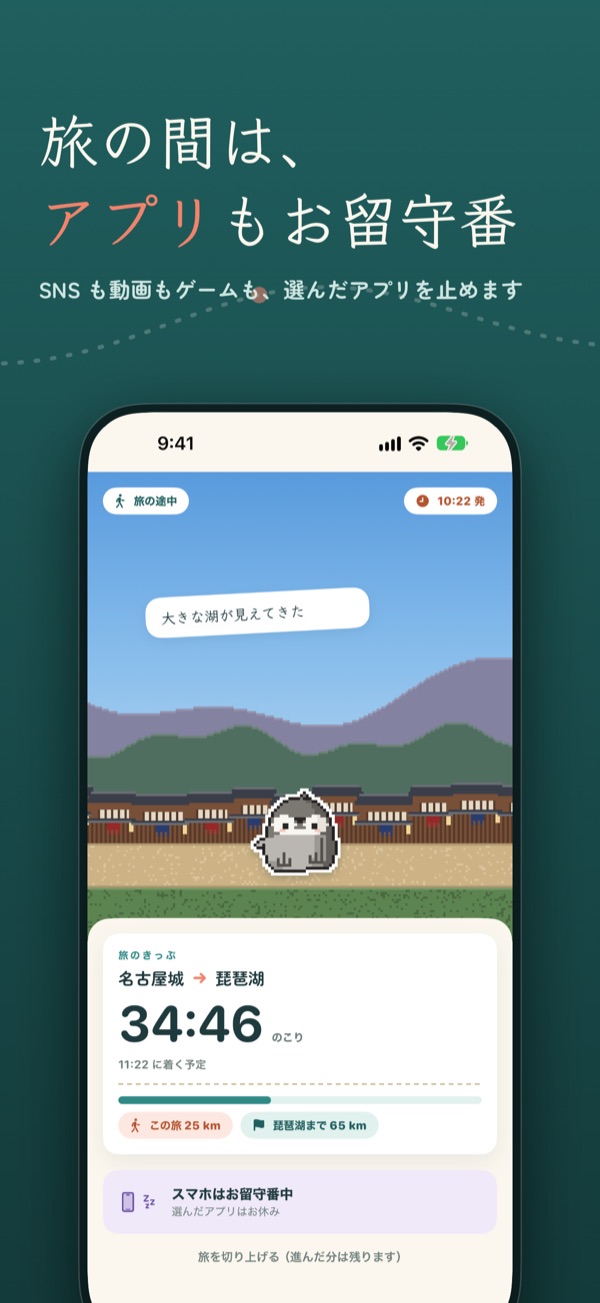 旅の間は、
アプリもお留守番
SNS も動画もゲームも、選んだアプリを止めます
9:41
旅の途中
10:22 発
大きな湖が見えてきた
旅のきっぷ
名古屋城 → 琵琶湖
34:46 のこり
11:22 に着く予定
この旅 25 km
琵琶湖まで 65 km
スマホはお留守番中
選んだアプリはお休み
旅を切り上げる（進んだ分は残ります）